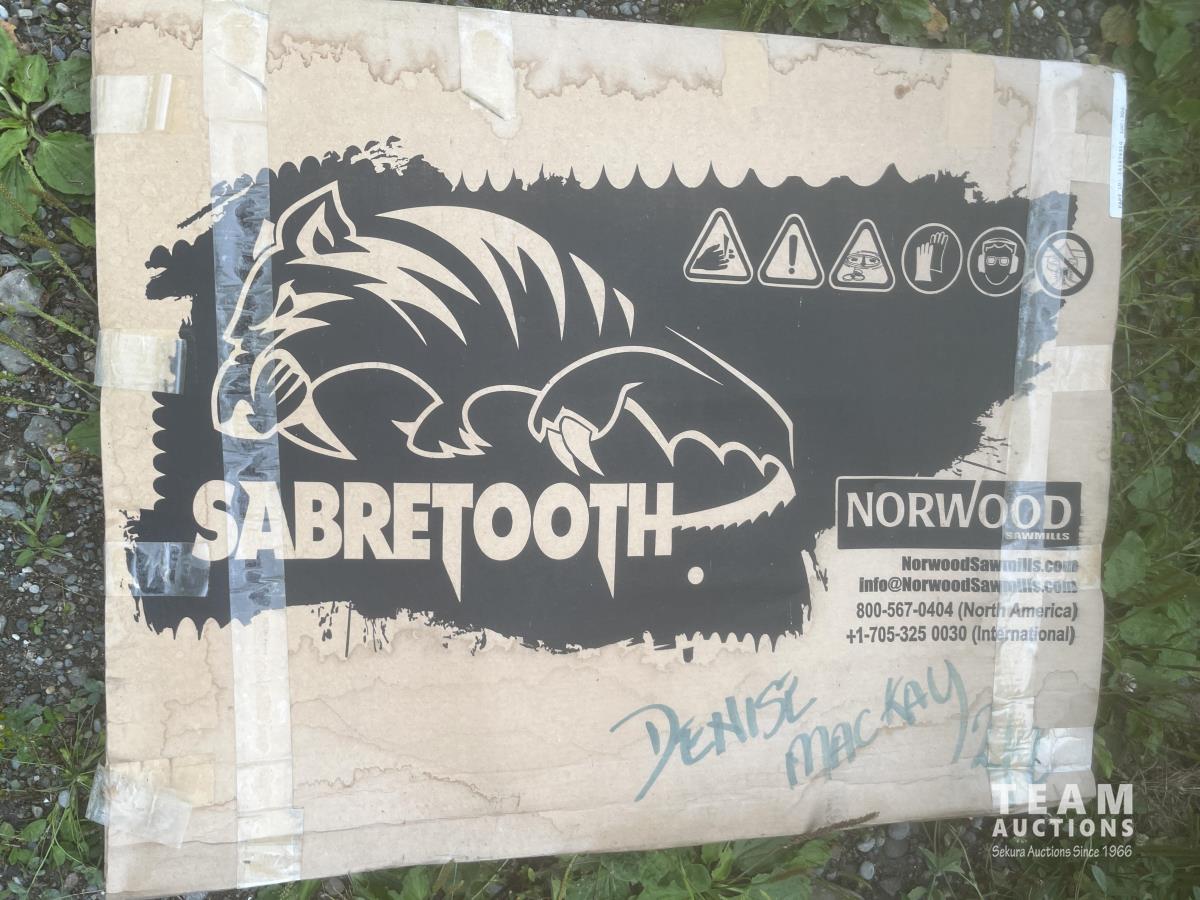 SABRETOOTH
NORWOOD
SAWMILLS
NorwoodSawmills.com
info@NorwoodSawmills.com
800-567-0404 (North America)
+1-705-325 0030 (International)
DENISE
MACKAY
TEAM
AUCTIONS
Sekura Auctions Since 1966